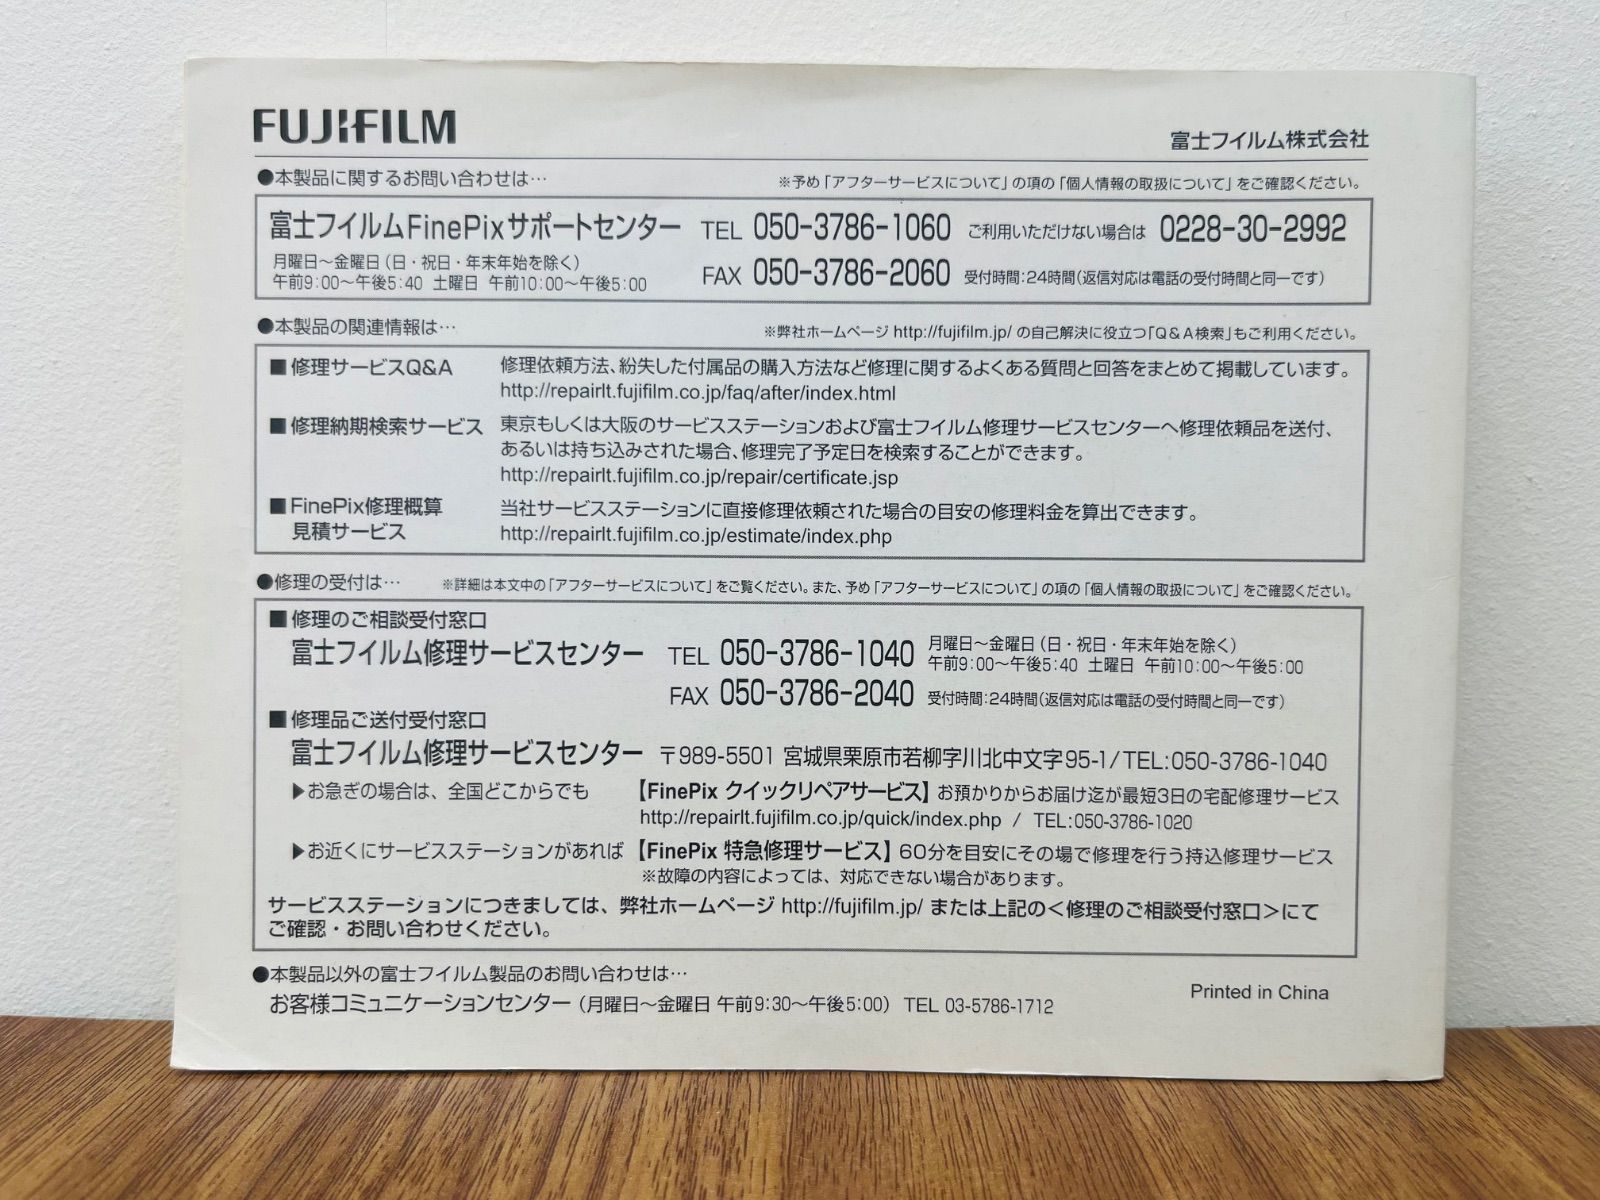 FUJIFILM
富士フイルム株式会社
●本製品に関するお問い合わせは… ※予め「アフターサービスについて」の項の「個人情報の取扱について」をご確認ください。
富士フイルムFinePixサポートセンター TEL 050-3786-1060 ご利用いただけない場合は 0228-30-2992
月曜日〜金曜日(日・祝日・年末年始を除く)
午前9:00〜午後5:40 土曜日 午前10:00〜午後5:00 FAX 050-3786-2060 受付時間:24時間(返信対応は電話の受付時間と同一です)
●本製品の関連情報は… ※弊社ホームページ http://fujifilm.jp/ の自己解決に役立つ「Q&A検索」もご利用ください。
■修理サービスQ&A 修理依頼方法、紛失した付属品の購入方法など修理に関するよくある質問と回答をまとめて掲載しています。
http://repairlt.fujifilm.co.jp/faq/after/index.html
■修理納期検索サービス 東京もしくは大阪のサービスステーションおよび富士フイルム修理サービスセンターへ修理依頼品を送付、
あるいは持ち込みされた場合、修理完了予定日を検索することができます。
http://repairlt.fujifilm.co.jp/repair/certificate.jsp
■FinePix修理概算 当社サービスステーションに直接修理依頼された場合の目安の修理料金を算出できます。
見積サービス http://repairlt.fujifilm.co.jp/estimate/index.php
●修理の受付は… ※詳細は本文中の「アフターサービスについて」をご覧ください。また、予め「アフターサービスについて」の項の「個人情報の取扱について」をご確認ください。
■修理のご相談受付窓口
富士フイルム修理サービスセンター TEL 050-3786-1040 月曜日〜金曜日(日・祝日・年末年始を除く)
午前9:00〜午後5:40 土曜日 午前10:00〜午後5:00
FAX 050-3786-2040 受付時間:24時間(返信対応は電話の受付時間と同一です)
■修理品ご送付受付窓口
富士フイルム修理サービスセンター 〒989-5501 宮城県栗原市若柳字川北中文字95-1/TEL:050-3786-1040
▶お急ぎの場合は、全国どこからでも 【FinePix クイックリペアサービス】お預かりからお届け迄が最短3日の宅配修理サービス
http://repairlt.fujifilm.co.jp/quick/index.php / TEL:050-3786-1020
▶お近くにサービスステーションがあれば 【FinePix 特急修理サービス】60分を目安にその場で修理を行う持込修理サービス
※故障の内容によっては、対応できない場合があります。
サービスステーションにつきましては、弊社ホームページ http://fujifilm.jp/ または上記の<修理のご相談受付窓口>にて
ご確認・お問い合わせください。
●本製品以外の富士フイルム製品のお問い合わせは…
お客様コミュニケーションセンター(月曜日〜金曜日 午前9:30〜午後5:00) TEL 03-5786-1712
Printed in China